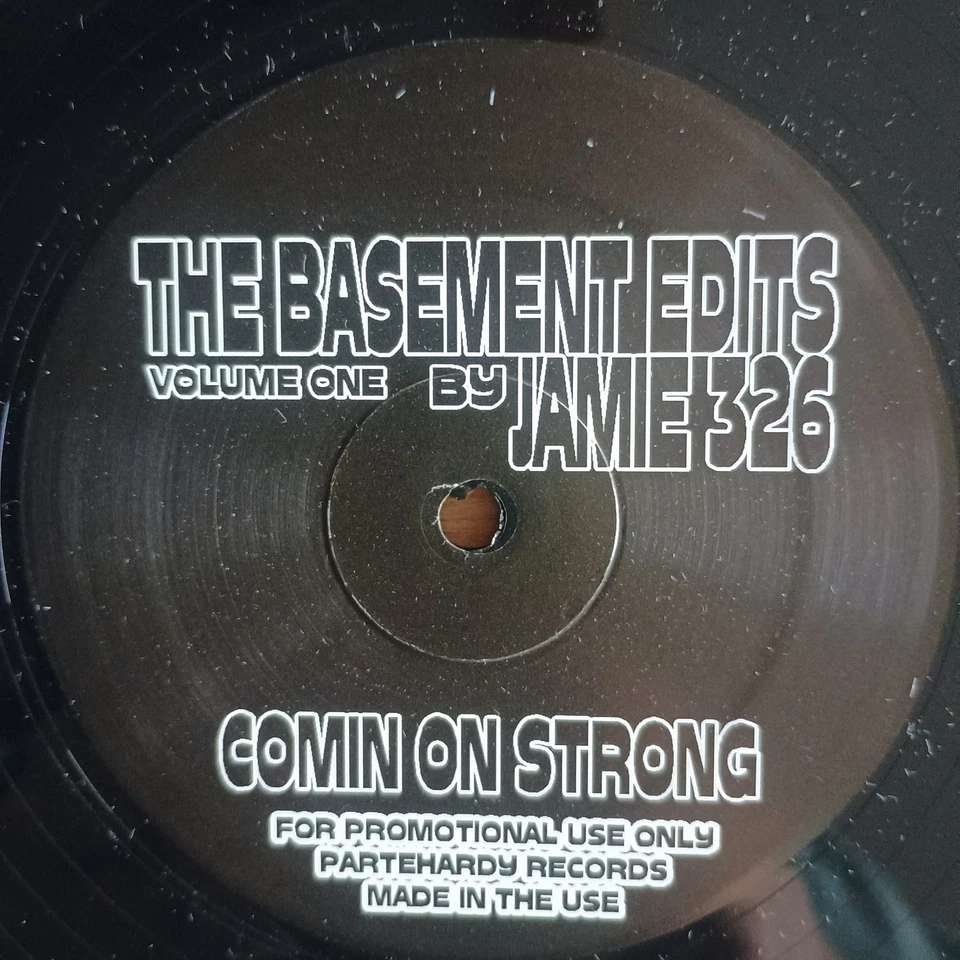 THE BASEMENT EDITS
VOLUME ONE BY JAMIE 326
COMIN ON STRONG
FOR PROMOTIONAL USE ONLY
PARTEHARDY RECORDS
MADE IN THE USE